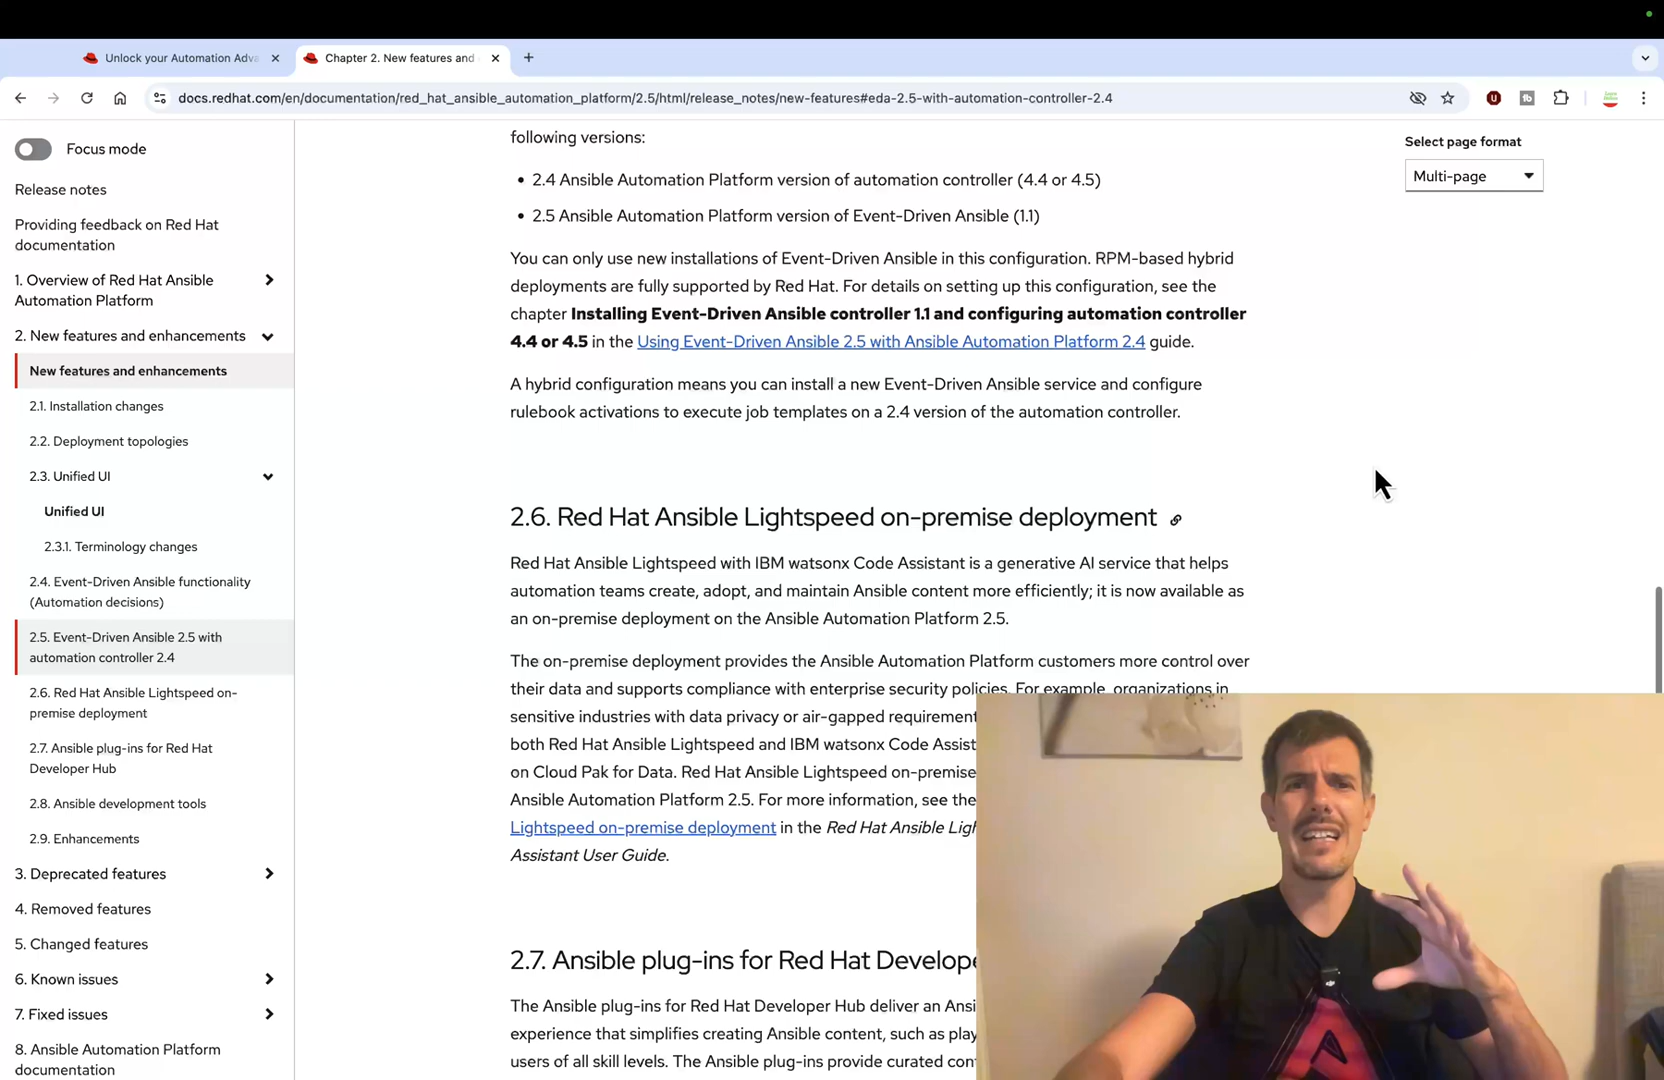 Unlock your Automation Adva
Chapter 2. New features and
docs.redhat.com/en/documentation/red_hat_ansible_automation_platform/2.5/html/release_notes/new-features#eda-2.5-with-automation-controller-2.4
Focus mode
Release notes
Providing feedback on Red Hat
documentation
1. Overview of Red Hat Ansible
Automation Platform
2. New features and enhancements
New features and enhancements
2.1. Installation changes
2.2. Deployment topologies
2.3. Unified UI
Unified UI
2.3.1. Terminology changes
2.4. Event-Driven Ansible functionality
(Automation decisions)
2.5. Event-Driven Ansible 2.5 with
automation controller 2.4
2.6. Red Hat Ansible Lightspeed on-
premise deployment
2.7. Ansible plug-ins for Red Hat
Developer Hub
2.8. Ansible development tools
2.9. Enhancements
3. Deprecated features
4. Removed features
5. Changed features
6. Known issues
7. Fixed issues
8. Ansible Automation Platform
documentation
following versions:
• 2.4 Ansible Automation Platform version of automation controller (4.4 or 4.5)
• 2.5 Ansible Automation Platform version of Event-Driven Ansible (1.1)
You can only use new installations of Event-Driven Ansible in this configuration. RPM-based hybrid
deployments are fully supported by Red Hat. For details on setting up this configuration, see the
chapter Installing Event-Driven Ansible controller 1.1 and configuring automation controller
4.4 or 4.5 in the Using Event-Driven Ansible 2.5 with Ansible Automation Platform 2.4 guide.
A hybrid configuration means you can install a new Event-Driven Ansible service and configure
rulebook activations to execute job templates on a 2.4 version of the automation controller.
2.6. Red Hat Ansible Lightspeed on-premise deployment
Red Hat Ansible Lightspeed with IBM watsonx Code Assistant is a generative AI service that helps
automation teams create, adopt, and maintain Ansible content more efficiently; it is now available as
an on-premise deployment on the Ansible Automation Platform 2.5.
The on-premise deployment provides the Ansible Automation Platform customers more control over
their data and supports compliance with enterprise security policies. For example, organizations in
sensitive industries with data privacy or air-gapped requirement
both Red Hat Ansible Lightspeed and IBM watsonx Code Assist
on Cloud Pak for Data. Red Hat Ansible Lightspeed on-premise
Ansible Automation Platform 2.5. For more information, see the
Lightspeed on-premise deployment in the Red Hat Ansible Ligh
Assistant User Guide.
2.7. Ansible plug-ins for Red Hat Develope
The Ansible plug-ins for Red Hat Developer Hub deliver an Ansi
experience that simplifies creating Ansible content, such as play
users of all skill levels. The Ansible plug-ins provide curated con
Select page format
Multi-page